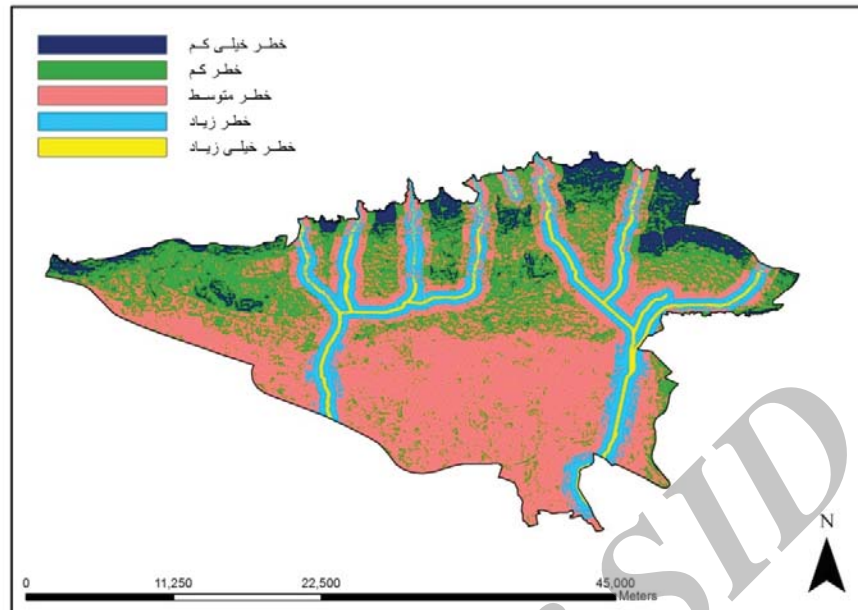 خطر خیلی کم
خطر کم
خطر متوسط
خطر زیاد
خطر خیلی زیاد
N
0 11,250 22,500 45,000
Meters
SID